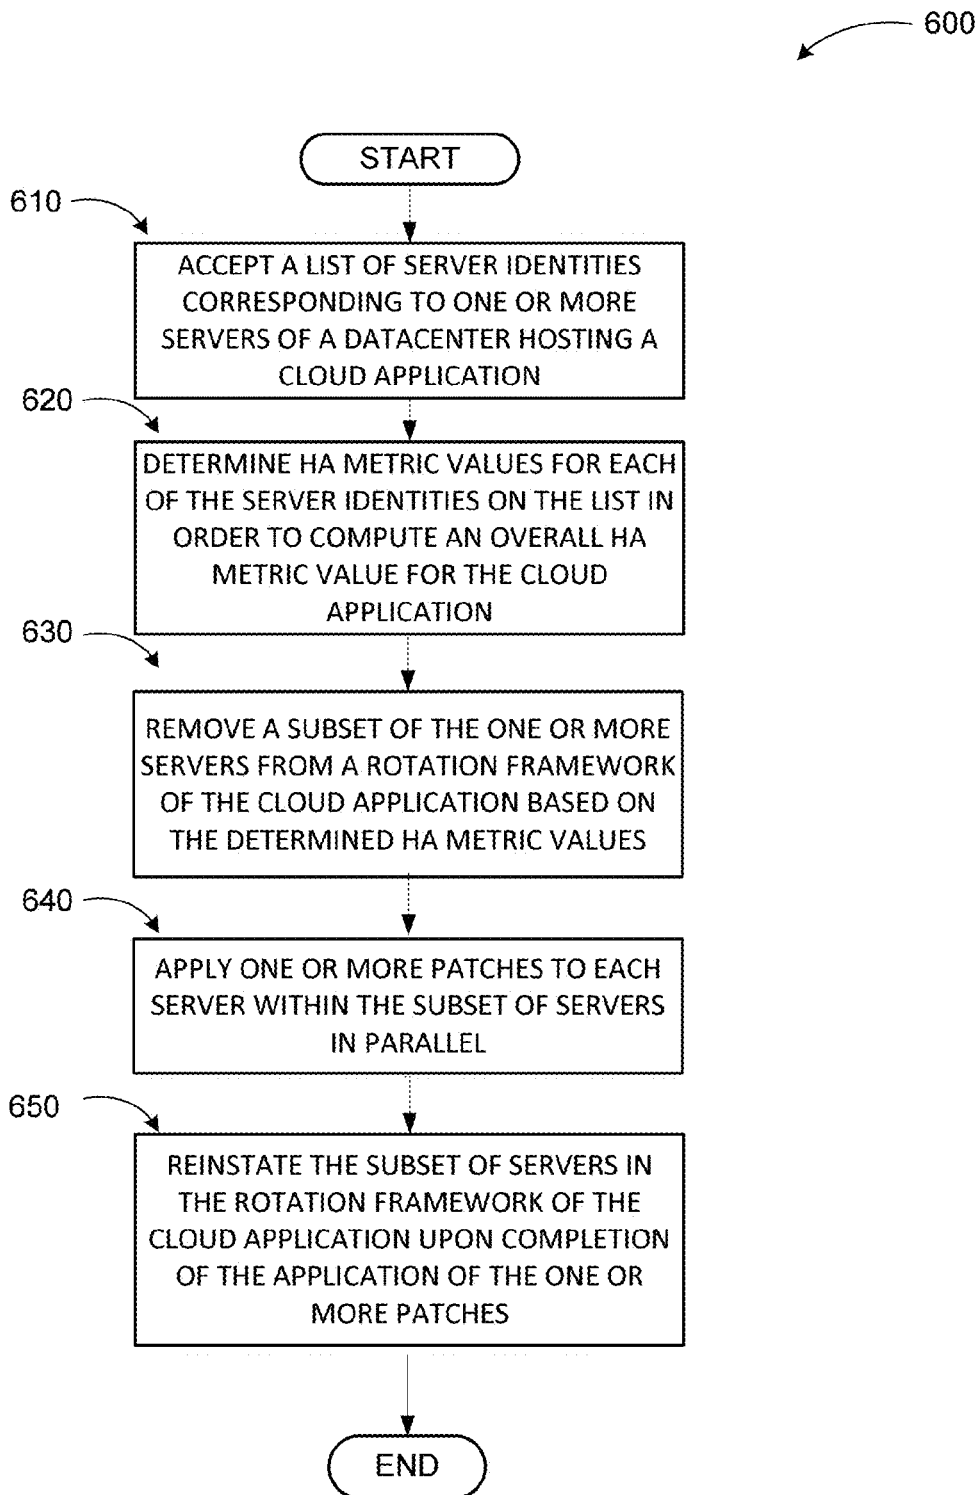 600
START
610
ACCEPT A LIST OF SERVER IDENTITIES
CORRESPONDING TO ONE OR MORE
SERVERS OF A DATACENTER HOSTING A
CLOUD APPLICATION
620
DETERMINE HA METRIC VALUES FOR EACH
OF THE SERVER IDENTITIES ON THE LIST IN
ORDER TO COMPUTE AN OVERALL HA
METRIC VALUE FOR THE CLOUD
APPLICATION
630
REMOVE A SUBSET OF THE ONE OR MORE
SERVERS FROM A ROTATION FRAMEWORK
OF THE CLOUD APPLICATION BASED ON
THE DETERMINED HA METRIC VALUES
640
APPLY ONE OR MORE PATCHES TO EACH
SERVER WITHIN THE SUBSET OF SERVERS
IN PARALLEL
650
REINSTATE THE SUBSET OF SERVERS IN
THE ROTATION FRAMEWORK OF THE
CLOUD APPLICATION UPON COMPLETION
OF THE APPLICATION OF THE ONE OR
MORE PATCHES
END